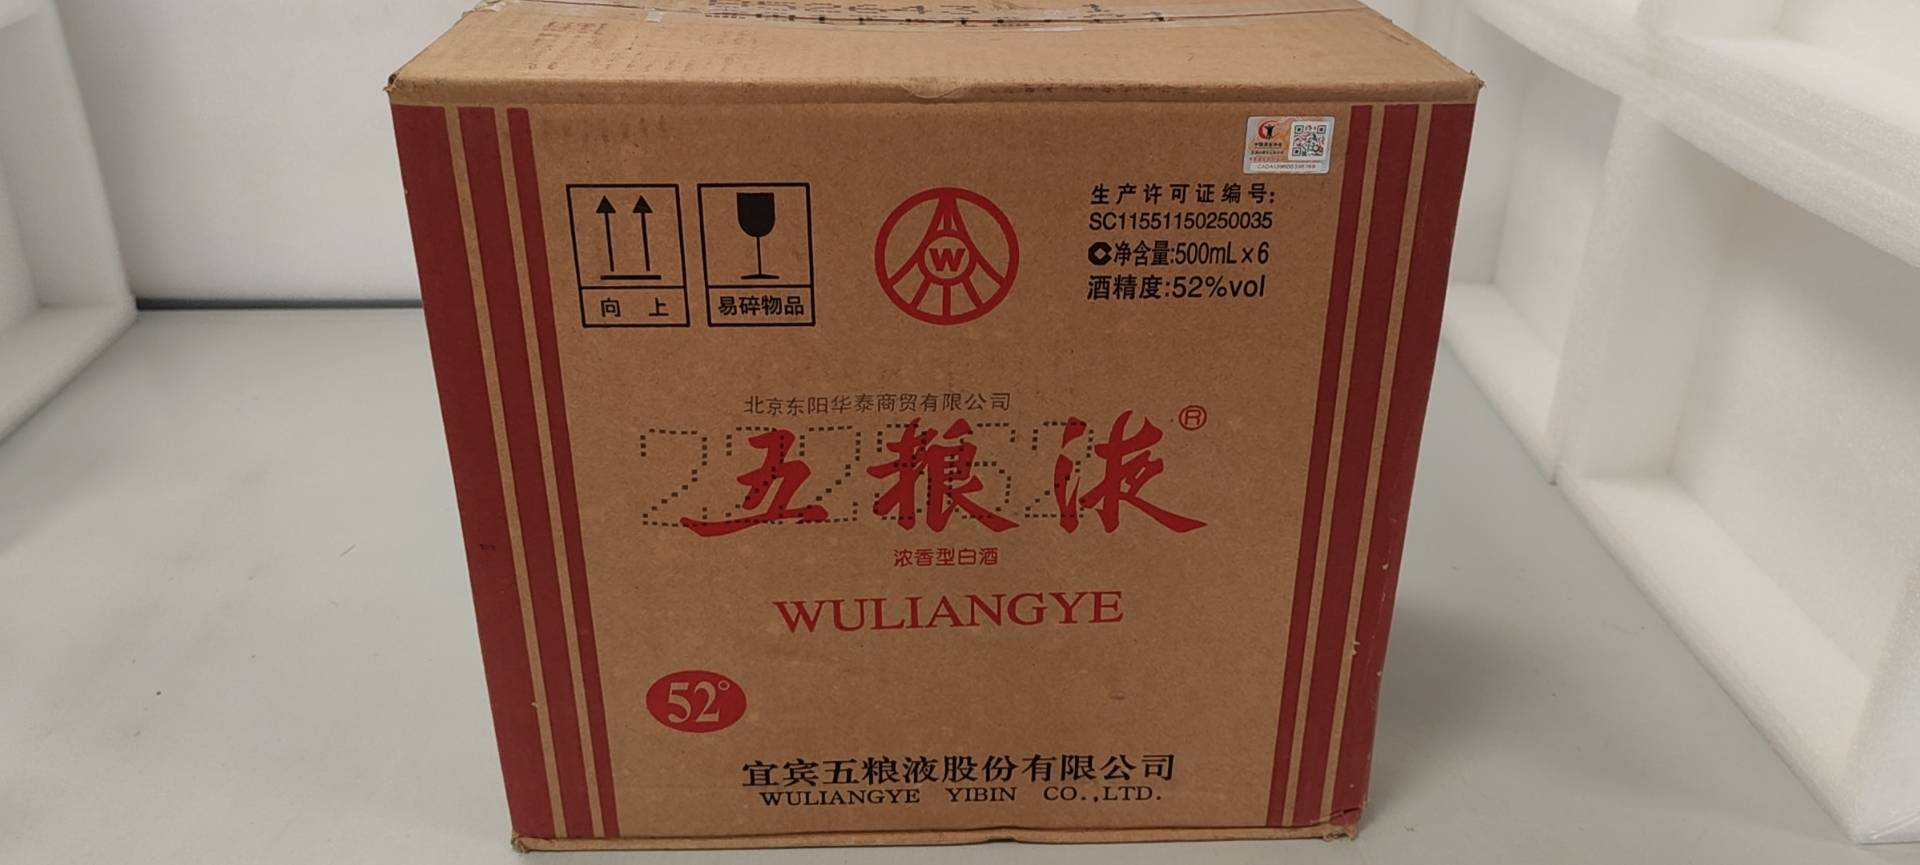 生产许可证编号:
SC11551150250035
净含量:500mL×6
酒精度:52%vol
向 上
易碎物品
W
北京东阳华泰商贸有限公司
五粮液®
浓香型白酒
WULIANGYE
52°
宜宾五粮液股份有限公司
WULIANGYE YIBIN CO.,LTD.